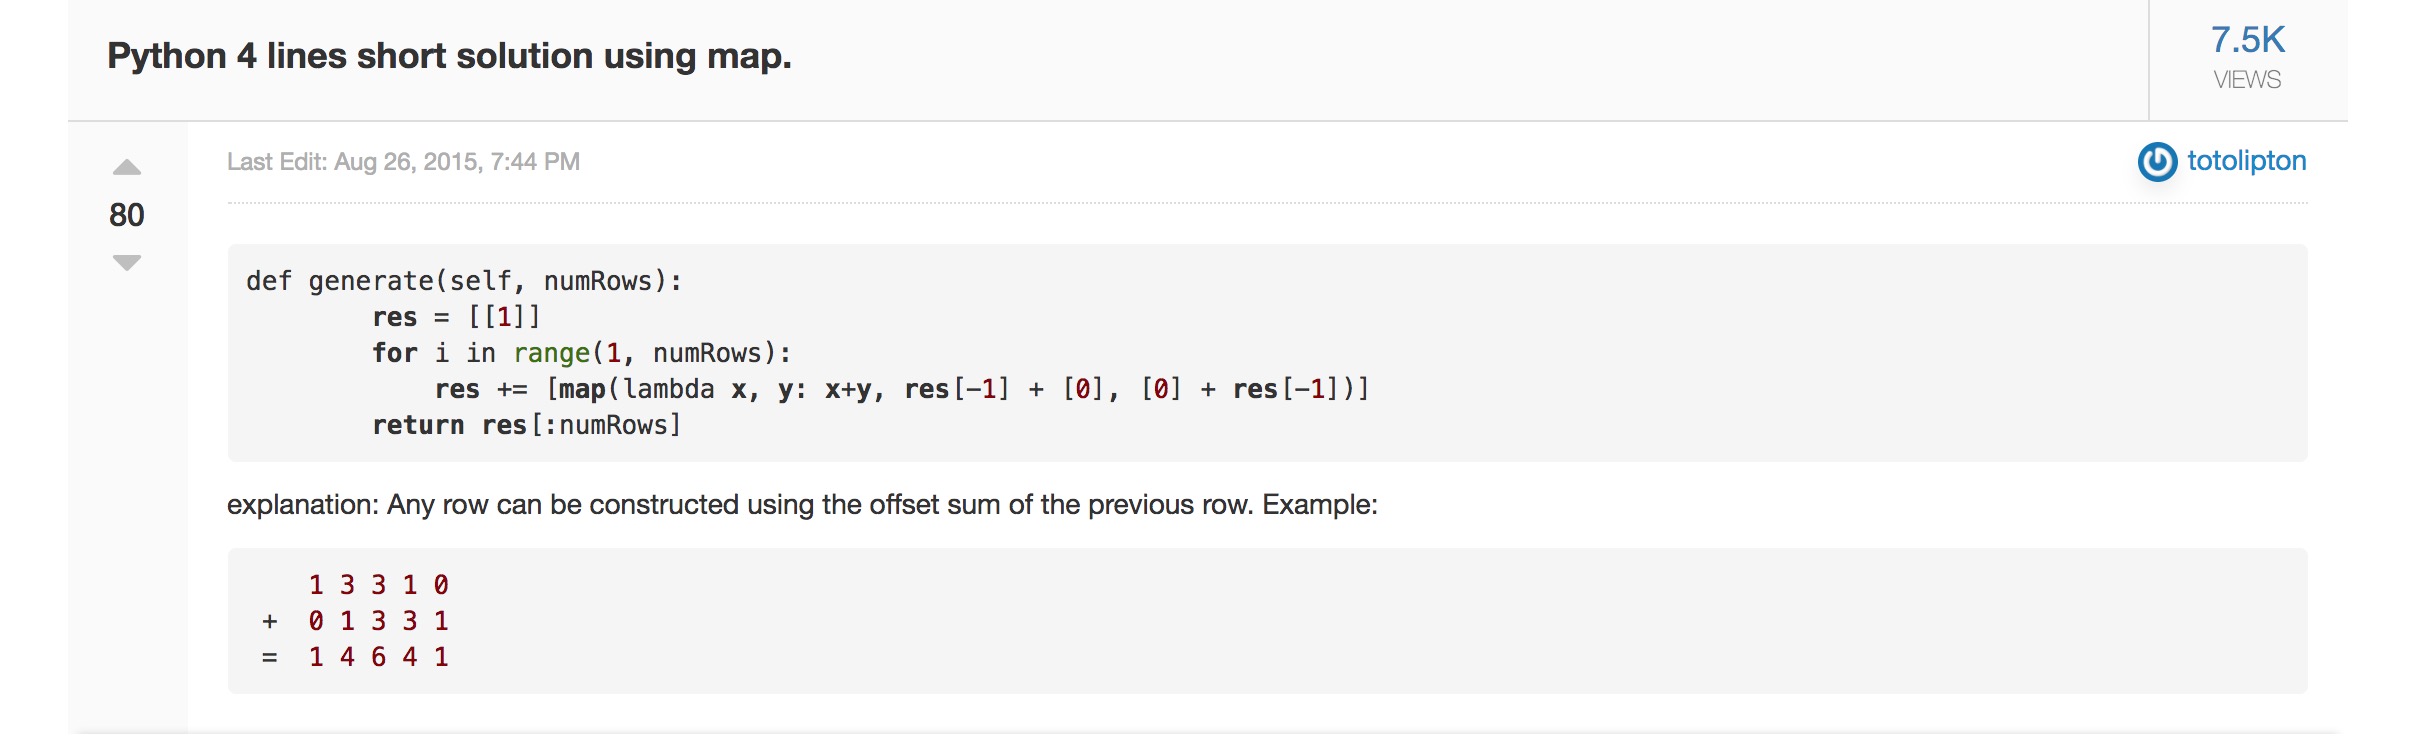 Python 4 lines short solution using map.
7.5K
VIEWS
Last Edit: Aug 26, 2015, 7:44 PM
totolipton
80
def generate(self, numRows):
        res = [[1]]
        for i in range(1, numRows):
            res += [map(lambda x, y: x+y, res[-1] + [0], [0] + res[-1])]
        return res[:numRows]
explanation: Any row can be constructed using the offset sum of the previous row. Example:
    1 3 3 1 0
 +  0 1 3 3 1
 =  1 4 6 4 1